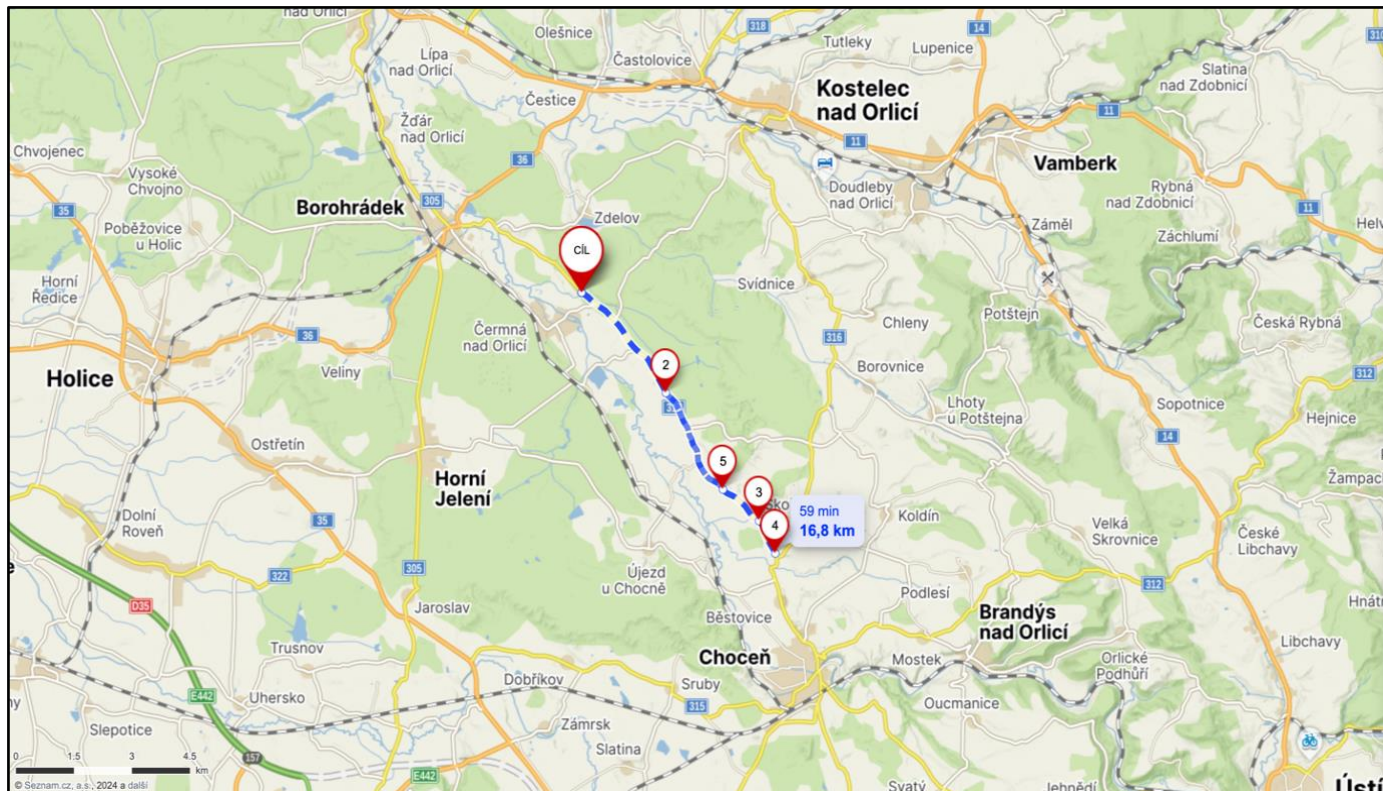 nad Orlicí
Olešnice
318
14
310
Tutleky
Lupenice
Lípa
nad Orlicí
Častolovice
Slatina
nad Zdobnicí
Čestice
Kostelec
nad Orlicí
11
Žďár
nad Orlicí
11
Chvojenec
36
Vamberk
Vysoké
Chvojno
305
Doudleby
nad Orlicí
Rybná
nad Zdobnicí
Borohrádek
35
Zdelov
11
Záměl
Helv
Poběžovice
u Holic
Záchlumí
CÍL
Horní
Ředice
Svídnice
Potštejn
Chleny
Česká Rybná
Čermná
nad Orlicí
36
316
Holice
Veliny
2
Borovnice
312
Lhoty
u Potštejna
Sopotnice
Hejnice
14
Ostřetín
5
Horní
Jelení
Žampach
3
Sko
59 min
16,8 km
4
Koldín
Dolní
Roveň
35
Velká
Skrovnice
České
Libchavy
322
305
Újezd
u Chocně
312
Podlesí
D35
Jaroslav
Běstovice
Brandýs
nad Orlicí
Hnát
Trusnov
Libchavy
Choceň
Mostek
Orlické
Podhůří
E442
Dobříkov
Sruby
Uhersko
315
Oucmanice
Slepotice
Zámrsk
Slatina
157
E442
0
1.5
3
4.5
km
Svatý
Jehnědí
Ústí
© Seznam.cz, a.s., 2024 a další